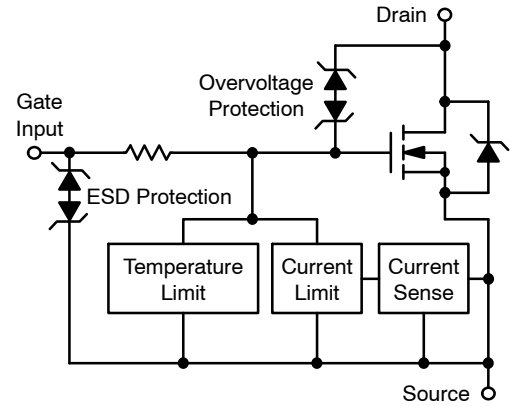 Drain
Overvoltage
Protection
Gate
Input
ESD Protection
Temperature
Limit
Current
Limit
Current
Sense
Source